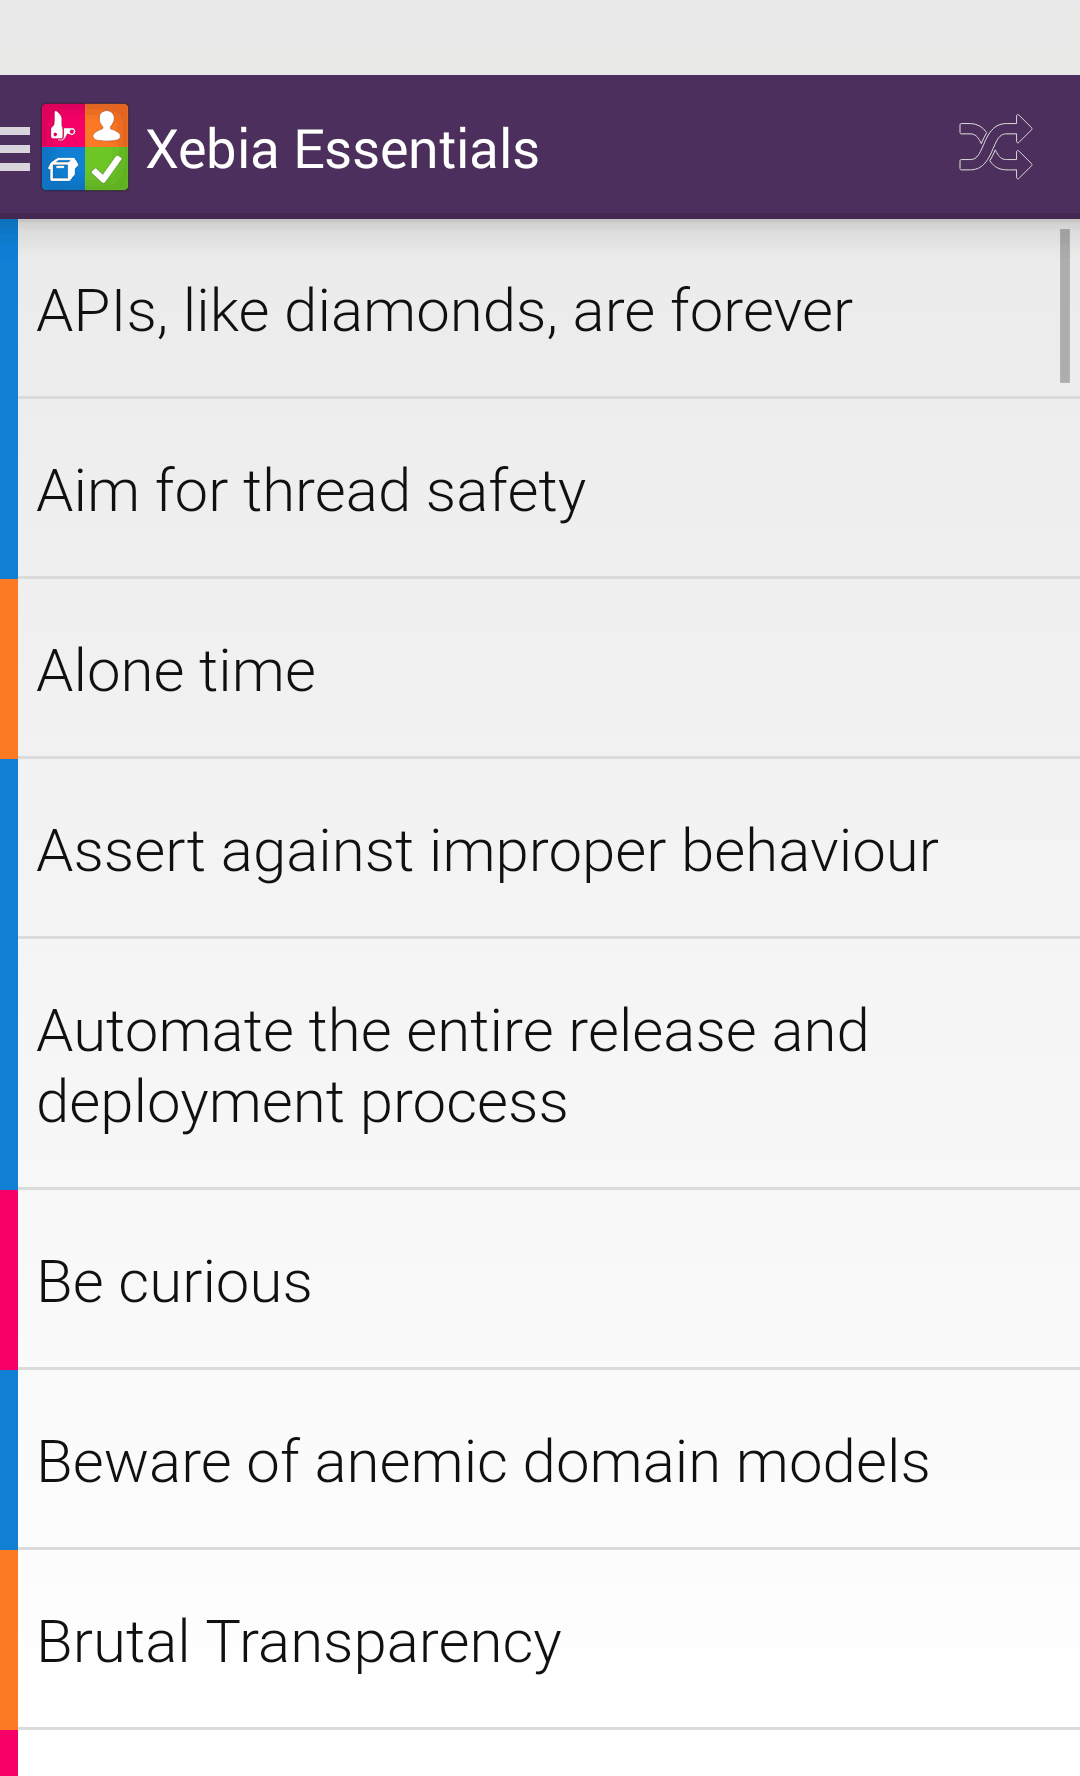 Xebia Essentials
APIs, like diamonds, are forever
Aim for thread safety
Alone time
Assert against improper behaviour
Automate the entire release and
deployment process
Be curious
Beware of anemic domain models
Brutal Transparency